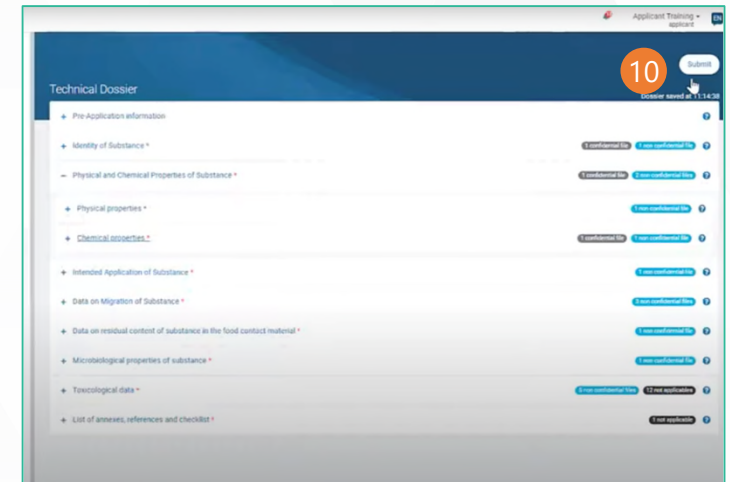 Applicant Training
applicant
EN
10
Submit
Technical Dossier
Dossier saved at 11:14:38
+ Pre-Application information
+ Identity of Substance * 1 confidential file 1 non confidential file
− Physical and Chemical Properties of Substance * 1 confidential file 2 non confidential files
+ Physical properties * 1 non confidential file
+ Chemical properties * 1 confidential file 1 non confidential file
+ Intended Application of Substance * 1 non confidential file
+ Data on Migration of Substance * 3 non confidential files
+ Data on residual content of substance in the food contact material * 1 non confidential file
+ Microbiological properties of substance * 1 non confidential file
+ Toxicological data * 6 non confidential files 12 not applicables
+ List of annexes, references and checklist * 1 not applicable